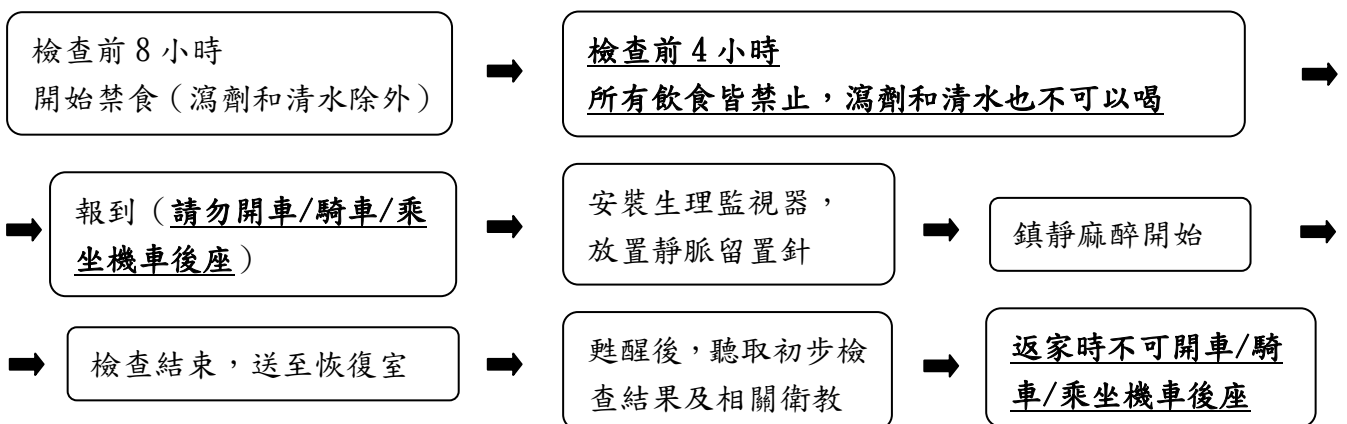 檢查前 8 小時
開始禁食（瀉劑和清水除外）
檢查前 4 小時
所有飲食皆禁止，瀉劑和清水也不可以喝
報到（請勿開車/騎車/乘
坐機車後座）
安裝生理監視器，
放置靜脈留置針
鎮靜麻醉開始
檢查結束，送至恢復室
甦醒後，聽取初步檢
查結果及相關衛教
返家時不可開車/騎
車/乘坐機車後座